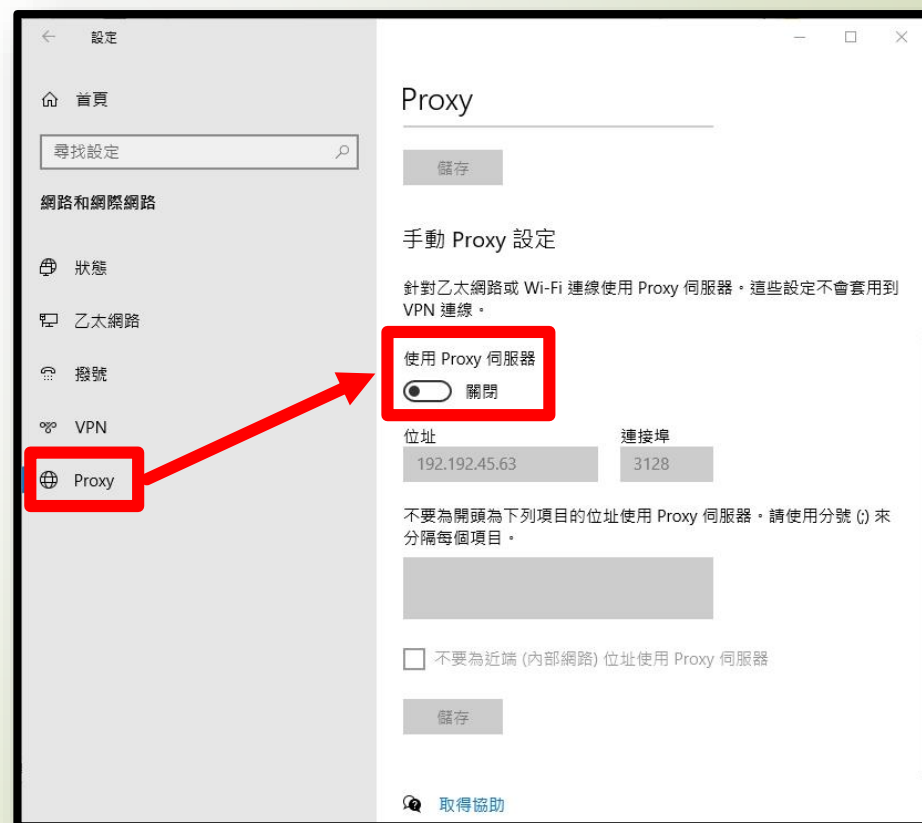 設定
首頁
尋找設定
網路和網際網路
狀態
乙太網路
撥號
VPN
Proxy
Proxy
儲存
手動 Proxy 設定
針對乙太網路或 Wi-Fi 連線使用 Proxy 伺服器。這些設定不會套用到
VPN 連線。
使用 Proxy 伺服器
關閉
位址
連接埠
192.192.45.63
3128
不要為開頭為下列項目的位址使用 Proxy 伺服器。請使用分號 (;) 來
分隔每個項目。
不要為近端 (內部網路) 位址使用 Proxy 伺服器
儲存
取得協助